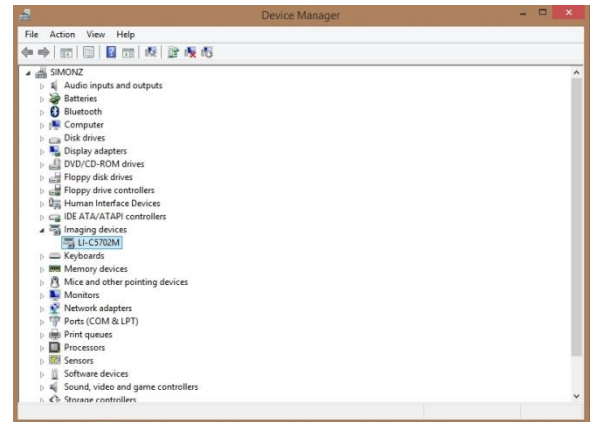 Device Manager
File Action View Help
SIMONZ
Audio inputs and outputs
Batteries
Bluetooth
Computer
Disk drives
Display adapters
DVD/CD-ROM drives
Floppy disk drives
Floppy drive controllers
Human Interface Devices
IDE ATA/ATAPI controllers
Imaging devices
LI-C5702M
Keyboards
Memory devices
Mice and other pointing devices
Monitors
Network adapters
Ports (COM & LPT)
Print queues
Processors
Sensors
Software devices
Sound, video and game controllers
Storage controllers